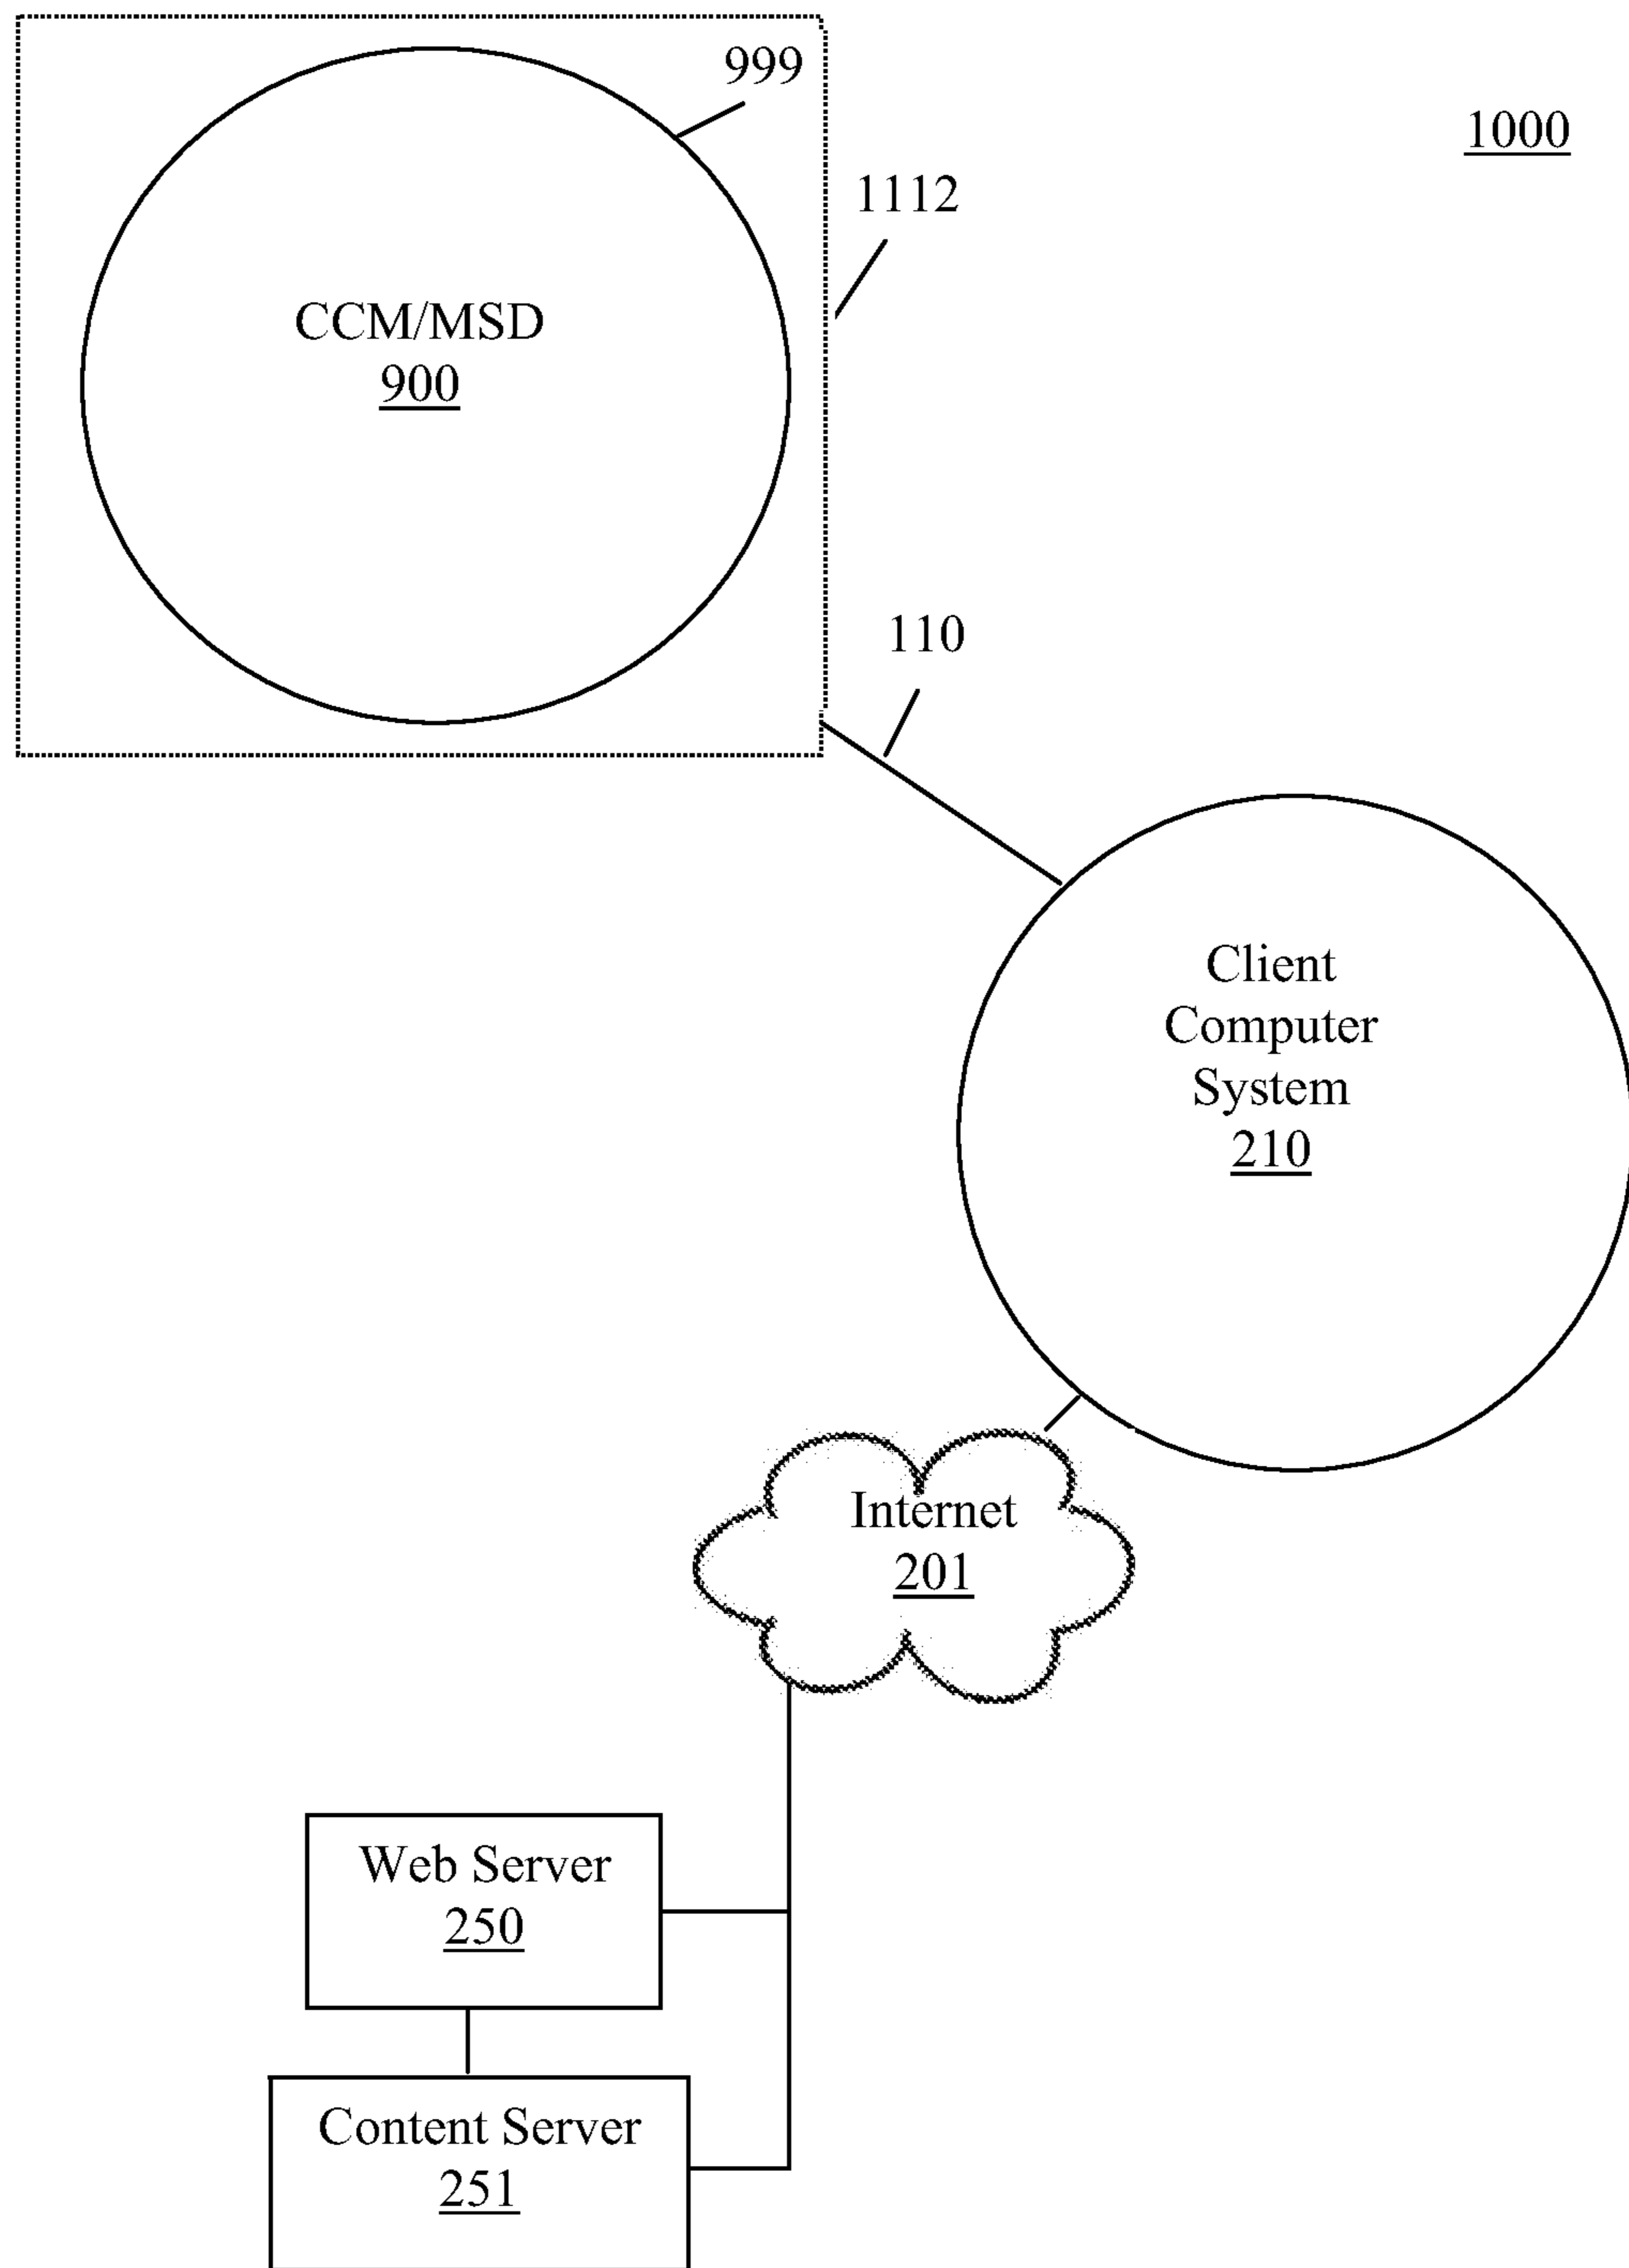 999
1000
1112
CCM/MSD
900
110
Client
Computer
System
210
Internet
201
Web Server
250
Content Server
251